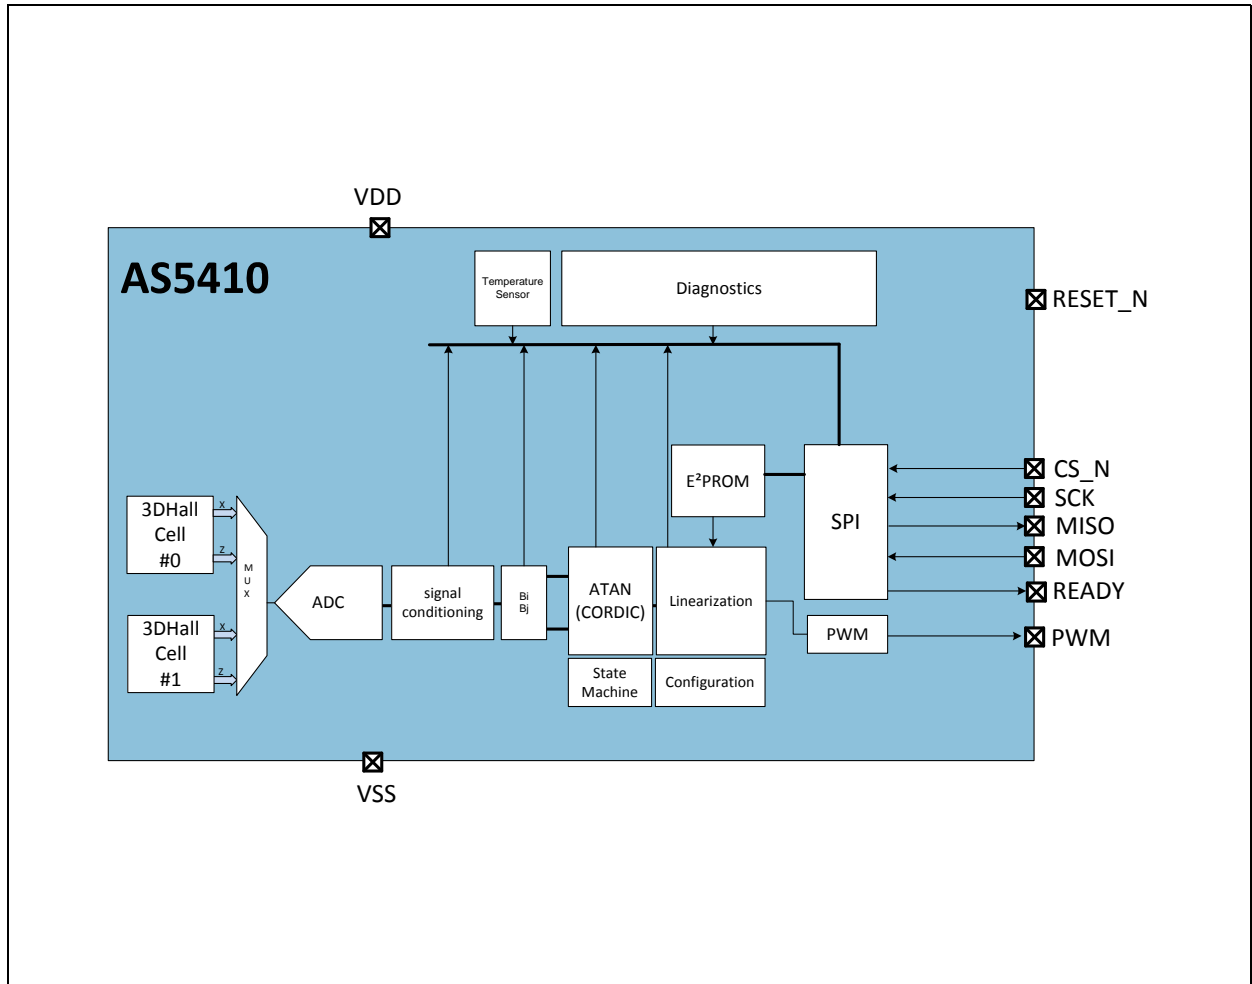 VDD
AS5410
Temperature
Sensor
Diagnostics
RESET_N
E²PROM
SPI
CS_N
SCK
MISO
MOSI
READY
PWM
3DHall
Cell
#0
X
Z
3DHall
Cell
#1
X
Z
M
U
X
ADC
signal
conditioning
Bi
Bj
ATAN
(CORDIC)
Linearization
PWM
State
Machine
Configuration
VSS